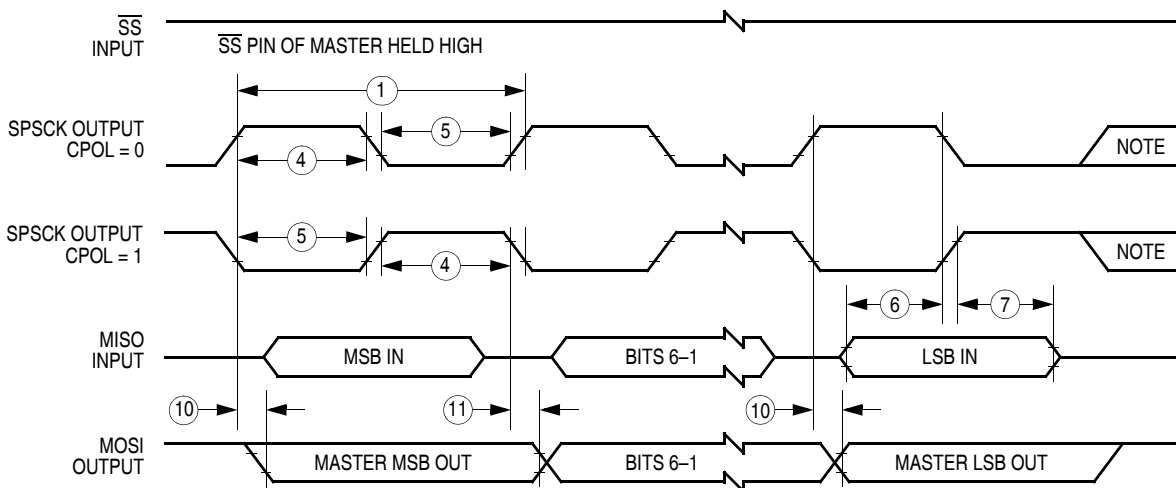 SS
INPUT
SS PIN OF MASTER HELD HIGH
1
SPSCK OUTPUT
CPOL = 0
5
4
NOTE
SPSCK OUTPUT
CPOL = 1
5
4
NOTE
6
7
MISO
INPUT
MSB IN
BITS 6–1
LSB IN
10
11
10
MOSI
OUTPUT
MASTER MSB OUT
BITS 6–1
MASTER LSB OUT